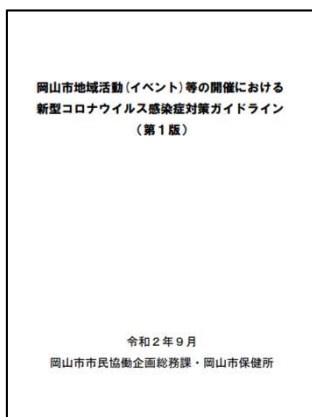 岡山市地域活動(イベント)等の開催における
新型コロナウイルス感染症対策ガイドライン
（第１版）
令和２年９月
岡山市市民協働企画総務課・岡山市保健所